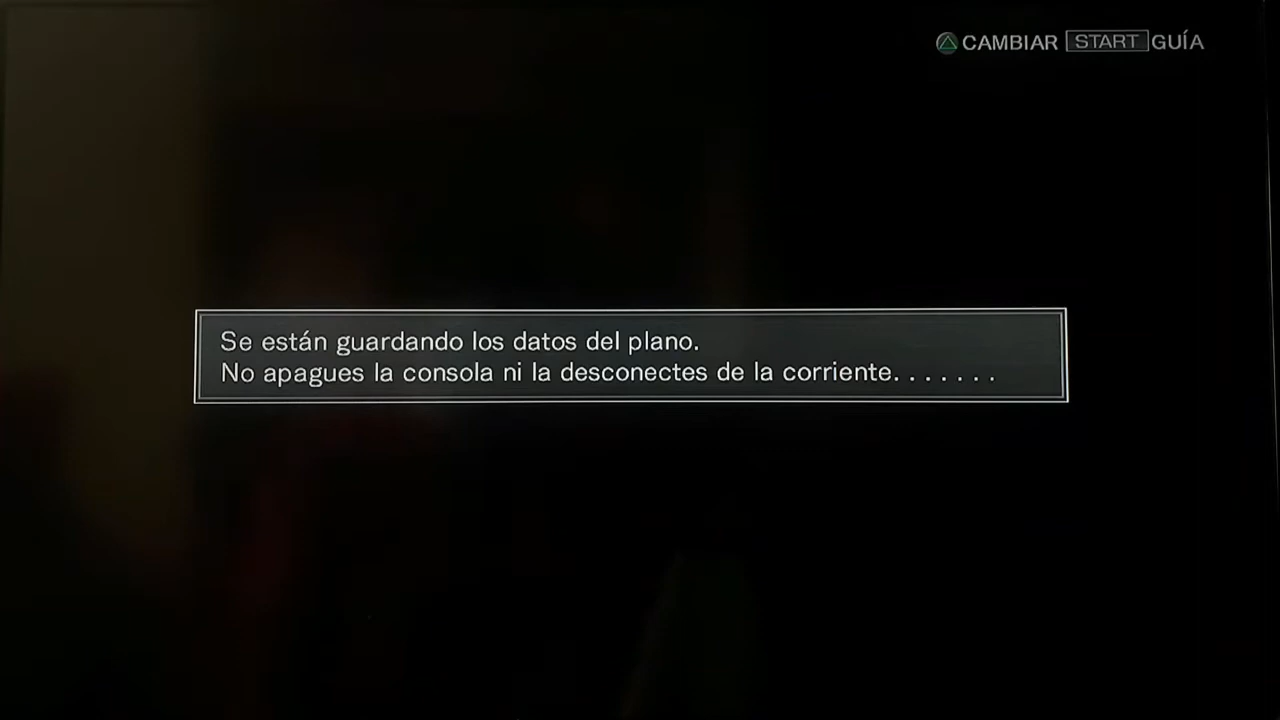 CAMBIAR START GUÍA
Se están guardando los datos del plano.
No apagues la consola ni la desconectes de la corriente.......